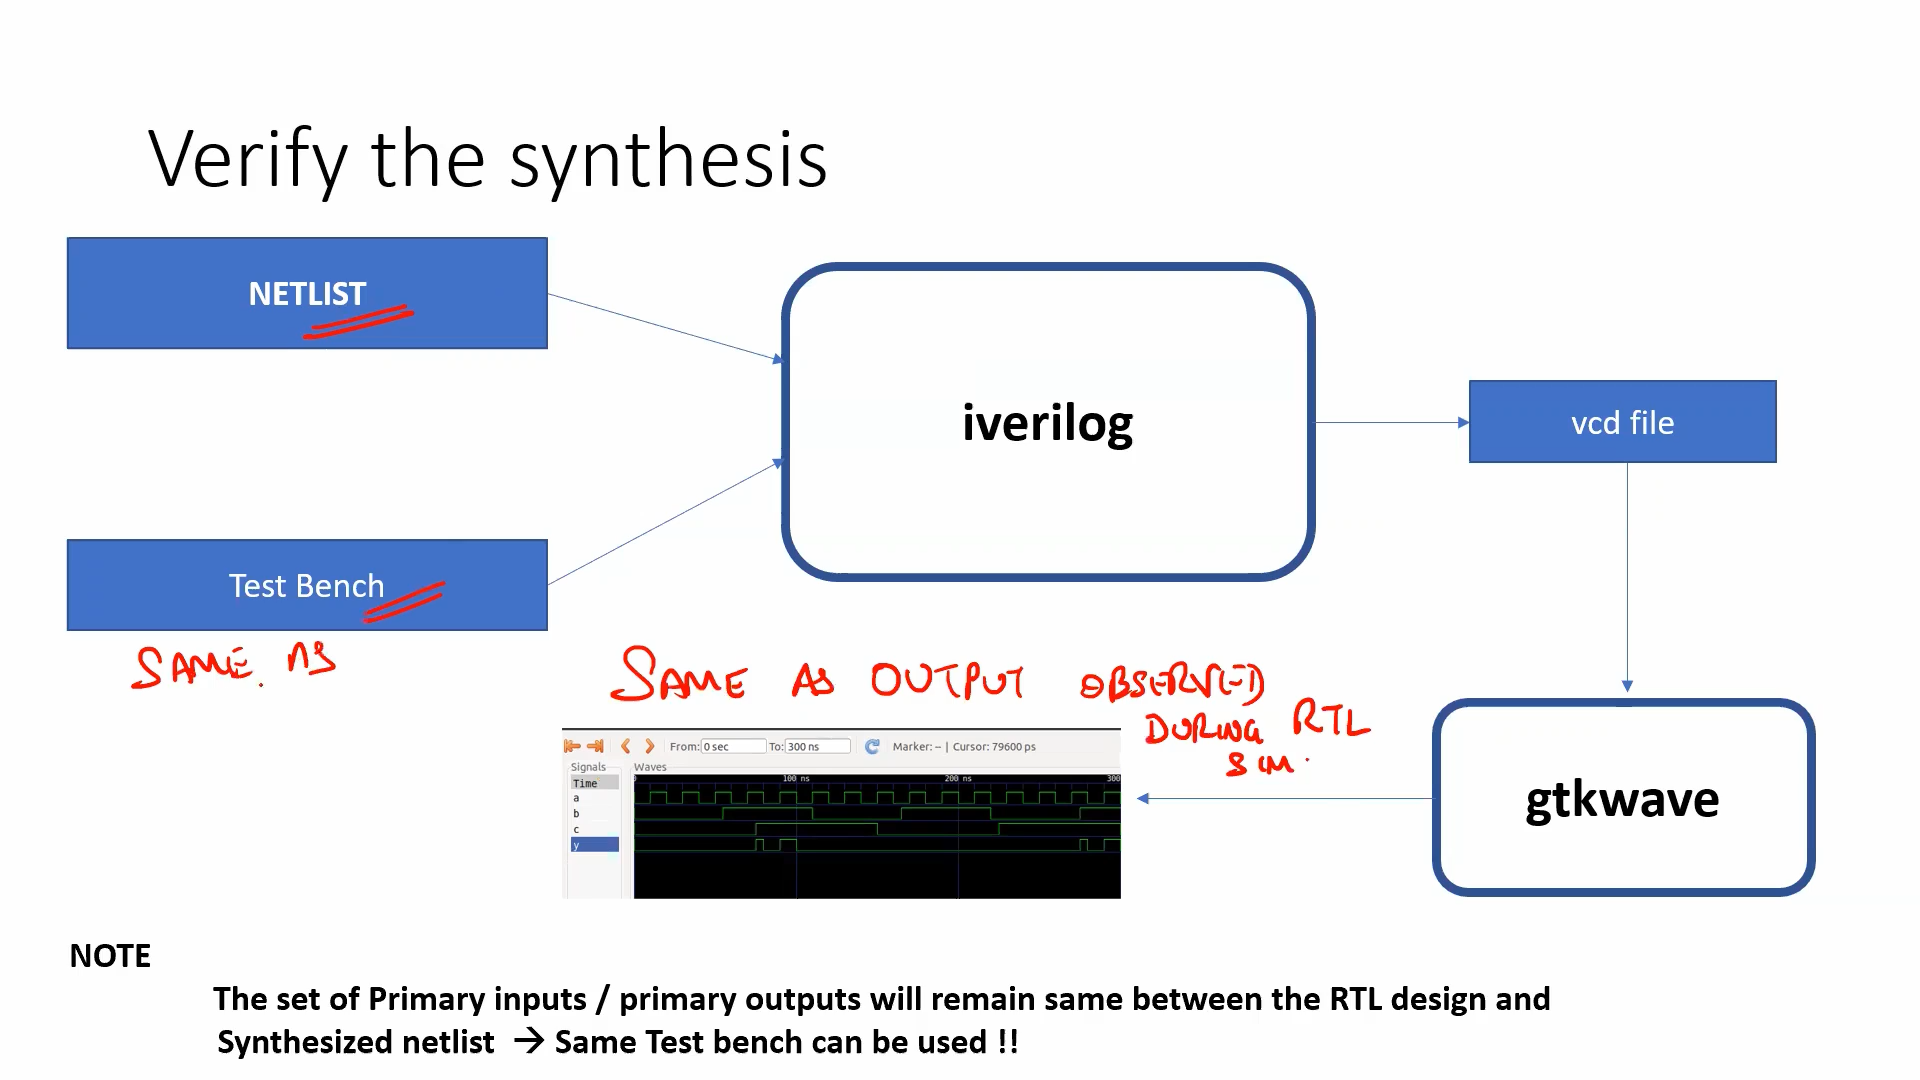 Verify the synthesis
NETLIST
iverilog
vcd file
Test Bench
SAME AS
SAME AS OUTPUT OBSERVED
DURING RTL
SIM.
From: 0 sec To: 300 ns Marker: -- | Cursor: 79600 ps
Signals Waves
Time 100 ns 200 ns 300
a
b
c
y
gtkwave
NOTE
The set of Primary inputs / primary outputs will remain same between the RTL design and
Synthesized netlist → Same Test bench can be used !!